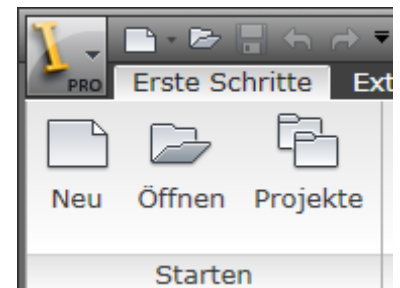 I
PRO
Erste Schritte Ext
Neu Öffnen Projekte
Starten